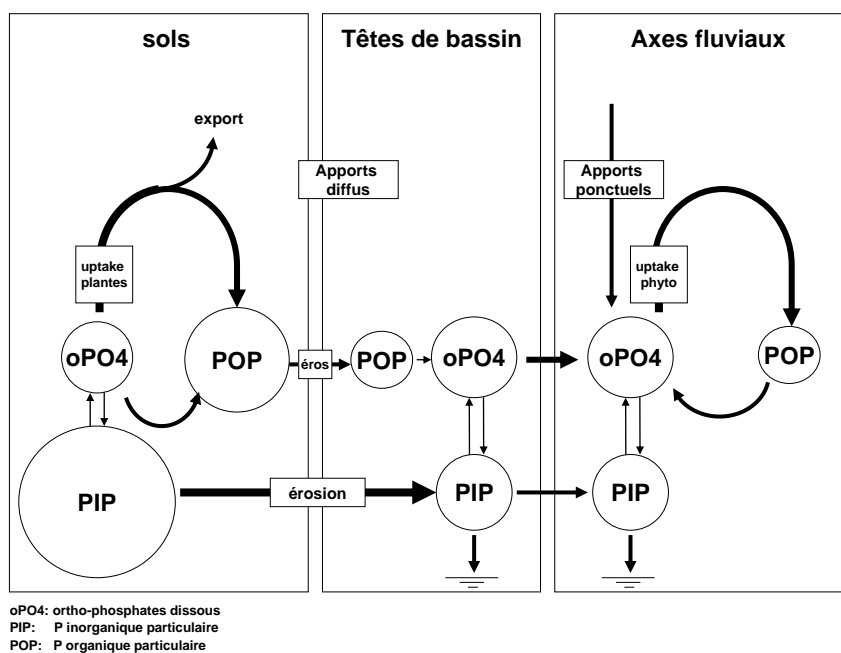 sols
Têtes de bassin
Axes fluviaux
export
Apports
diffus
Apports
ponctuels
uptake
plantes
uptake
phyto
oPO4
POP
éros
POP
oPO4
oPO4
POP
PIP
érosion
PIP
PIP
oPO4: ortho-phosphates dissous
PIP: P inorganique particulaire
POP: P organique particulaire